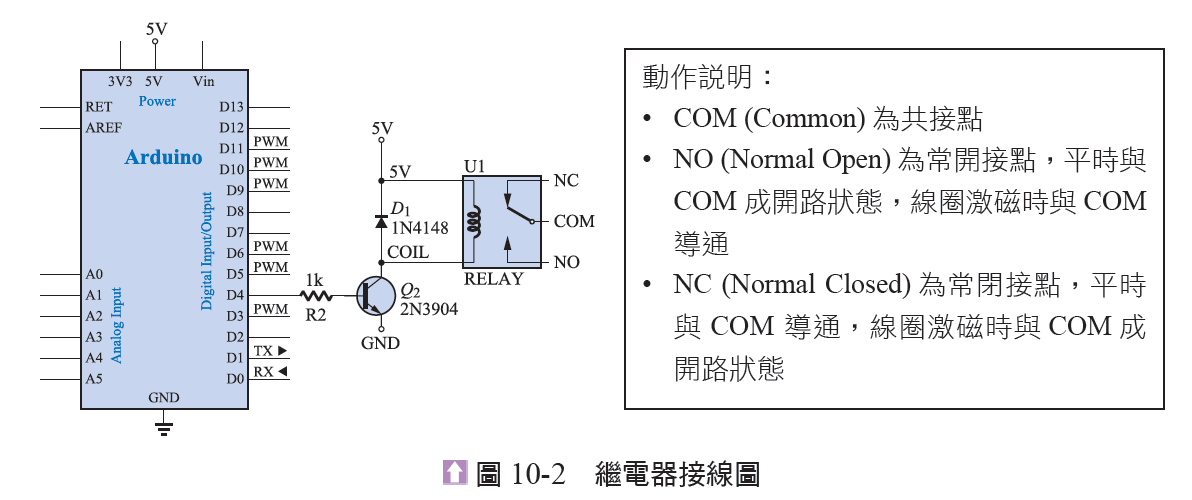 5V
3V3 5V Vin
Power
RET
AREF
Arduino
Digital Input/Output
Analog Input
D13
D12
D11 PWM
D10 PWM
D9 PWM
D8
D7
D6 PWM
D5 PWM
D4
D3 PWM
D2
D1 TX ▶
D0 RX ◀
A0
A1
A2
A3
A4
A5
GND
1k
R2
5V
5V
D1
1N4148
COIL
Q2
2N3904
GND
U1
NC
COM
NO
RELAY
動作説明：
• COM (Common) 為共接點
• NO (Normal Open) 為常開接點，平時與
COM 成開路狀態，線圈激磁時與 COM
導通
• NC (Normal Closed) 為常閉接點，平時
與 COM 導通，線圈激磁時與 COM 成
開路狀態
圖 10-2 繼電器接線圖